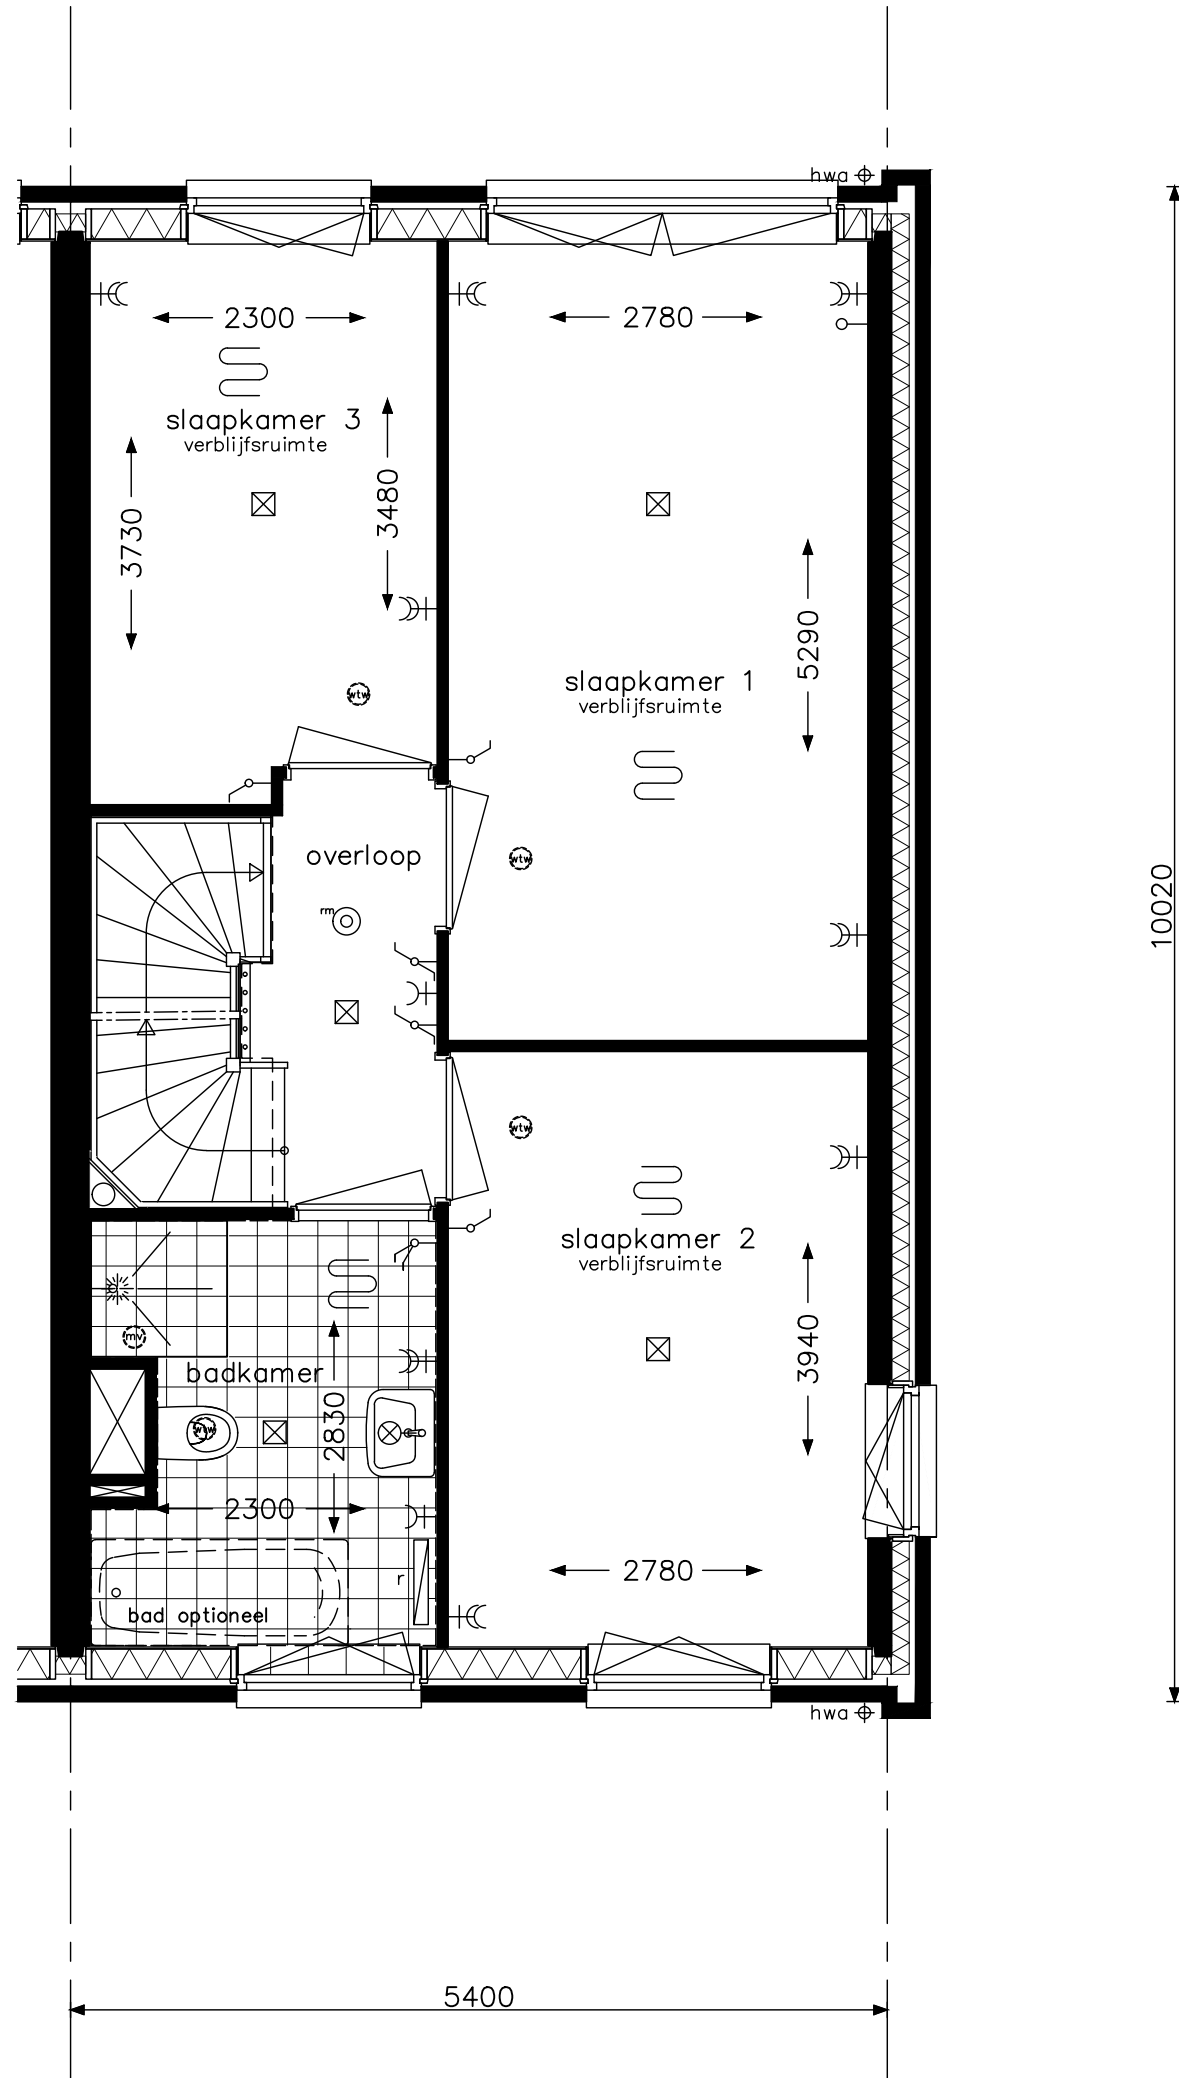 hwa
2300
2780
slaapkamer 3
verblijfsruimte
3480
3730
5290
slaapkamer 1
verblijfsruimte
wtw
overloop
wtw
10020
rm
wtw
slaapkamer 2
verblijfsruimte
mv
badkamer
3940
wtw
2830
2300
2780
r
bad optioneel
hwa
5400